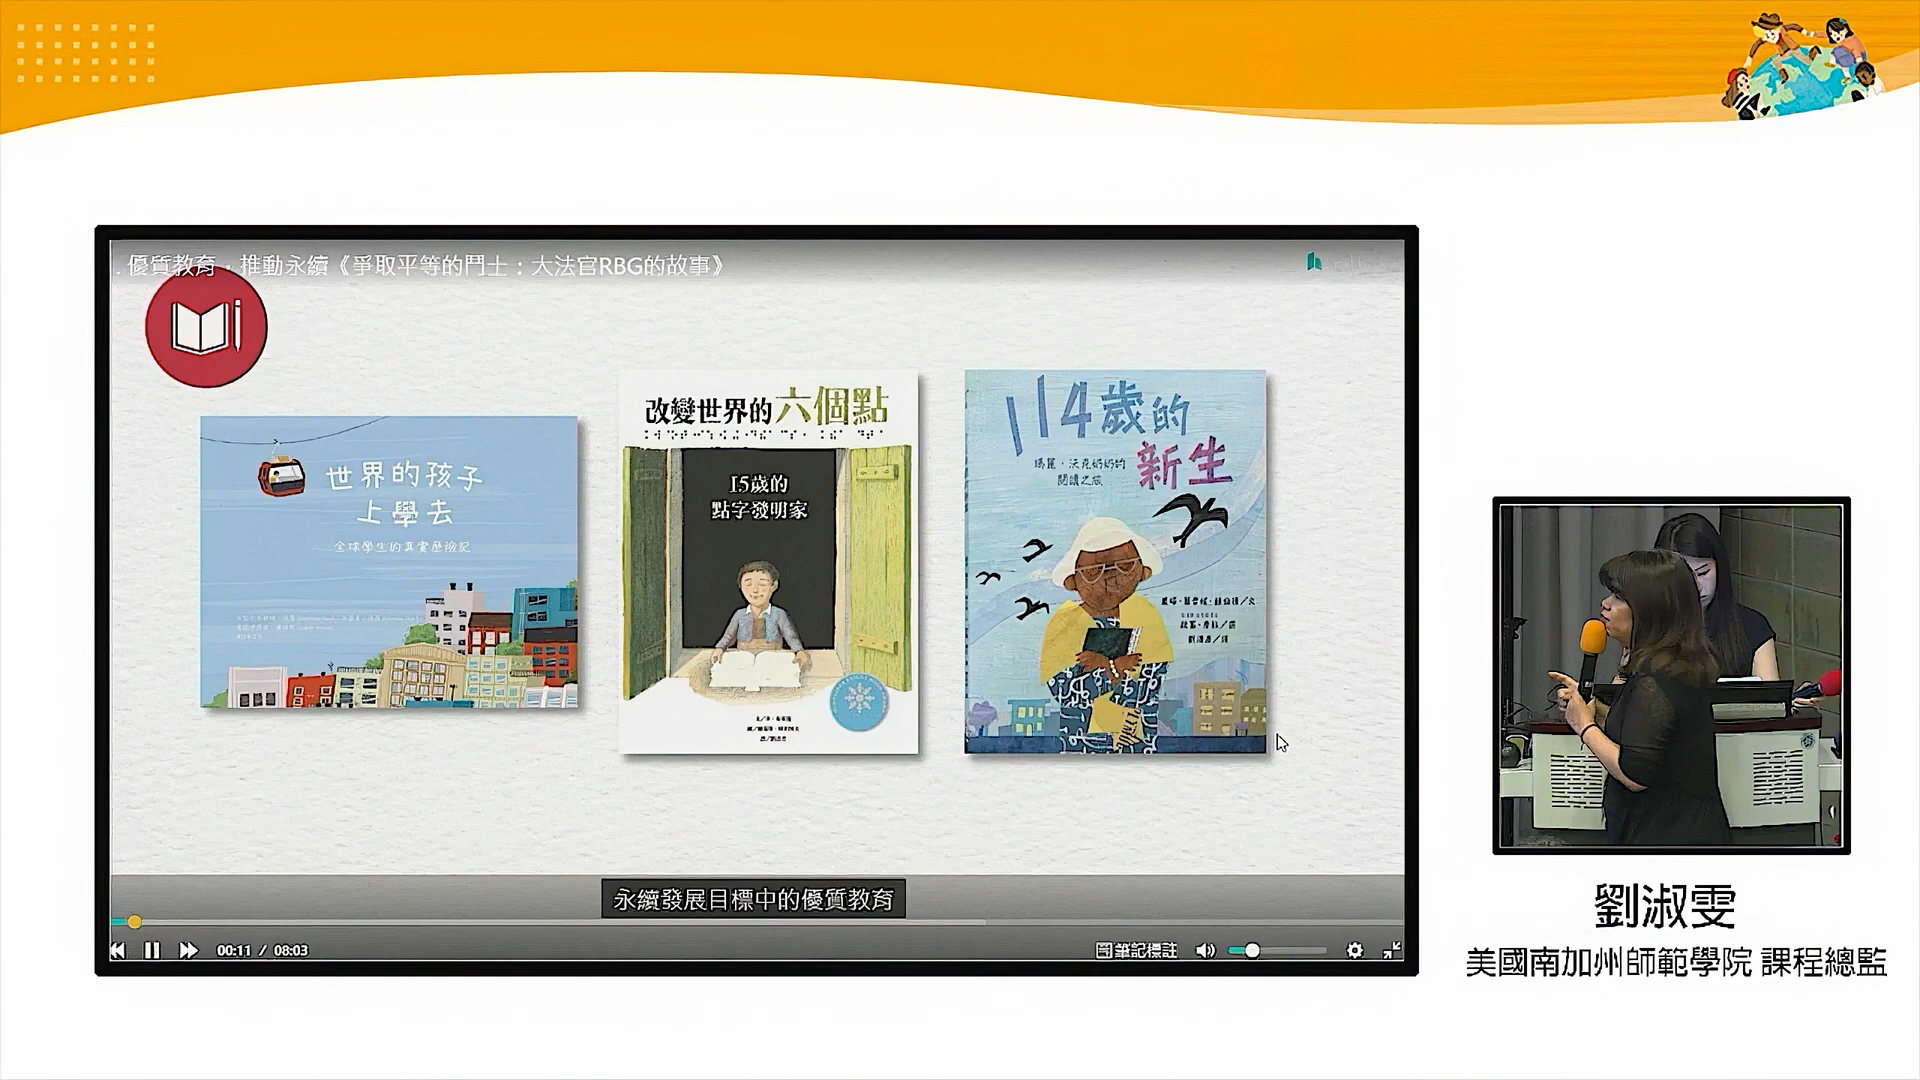 . 優質教育，推動永續《爭取平等的鬥士：大法官RBG的故事》
世界的孩子
上學去
全球學生的真實歷險記
改變世界的六個點
15歲的
點字發明家
114歲的
新生
瑪麗・沃克奶奶的
閱讀之旅
永續發展目標中的優質教育
00:11 / 08:03
筆記標註
劉淑雯
美國南加州師範學院 課程總監